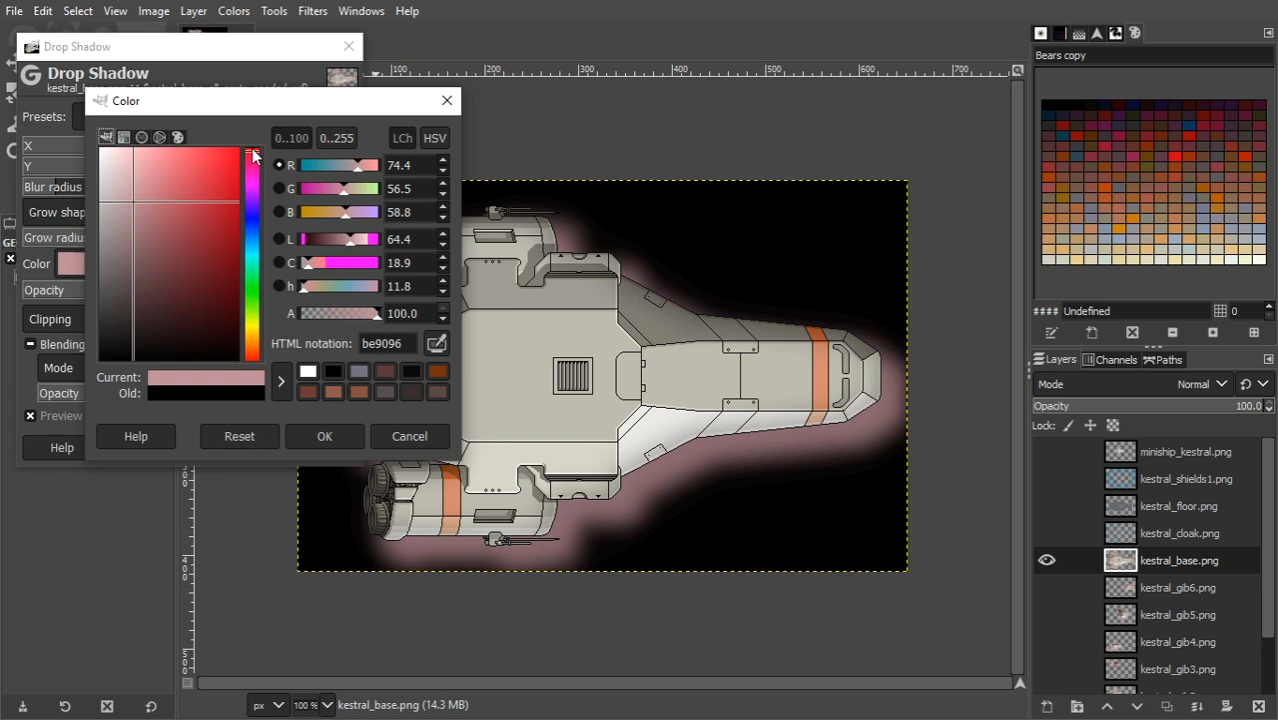 File Edit Select View Image Layer Colors Tools Filters Windows Help
Drop Shadow
Drop Shadow
Presets:
X
Y
Blur radius
Grow shap
Grow radiu
Color
Opacity
Clipping
Blending
Mode
Opacity
Preview
Help
Color
0..100 0..255 LCh HSV
R 74.4
G 56.5
B 58.8
L 64.4
C 18.9
h 11.8
A 100.0
HTML notation: be9096
Current:
Old:
Help Reset OK Cancel
100 200 300 400 500 600 700
400
500
px 100 % kestrel_base.png (14.3 MB)
Bears copy
#### Undefined 0
Layers Channels Paths
Mode Normal
Opacity 100.0
Lock:
miniship_kestral.png
kestral_shields1.png
kestral_floor.png
kestral_cloak.png
kestral_base.png
kestral_gib6.png
kestral_gib5.png
kestral_gib4.png
kestral_gib3.png